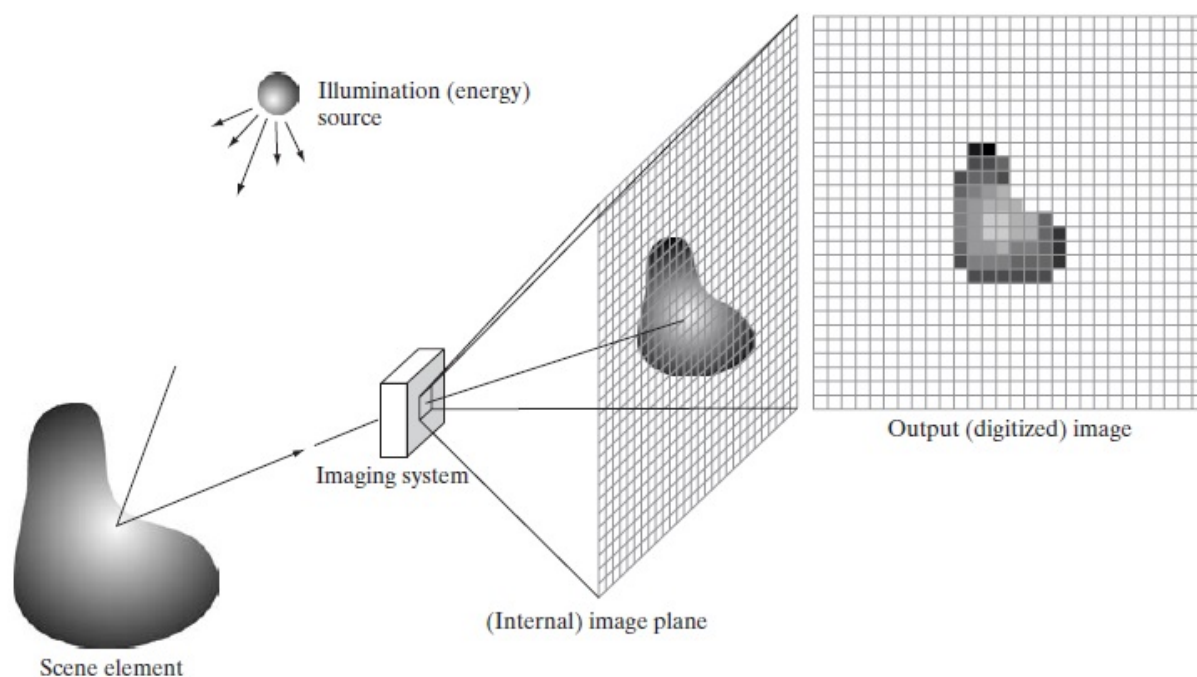 Illumination (energy)
source
Output (digitized) image
Imaging system
(Internal) image plane
Scene element